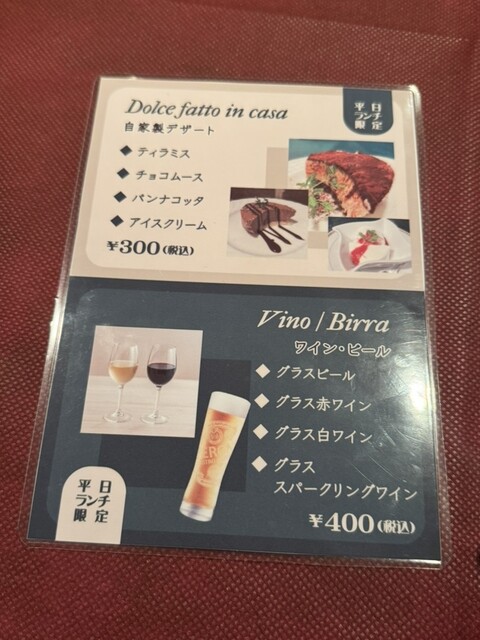 Dolce fatto in casa
自家製デザート
平日
ランチ
限定
◆ ティラミス
◆ チョコムース
◆ パンナコッタ
◆ アイスクリーム
¥300(税込)
Vino / Birra
ワイン・ビール
◆ グラスビール
◆ グラス赤ワイン
◆ グラス白ワイン
◆ グラス
スパークリングワイン
¥400(税込)
平日
ランチ
限定